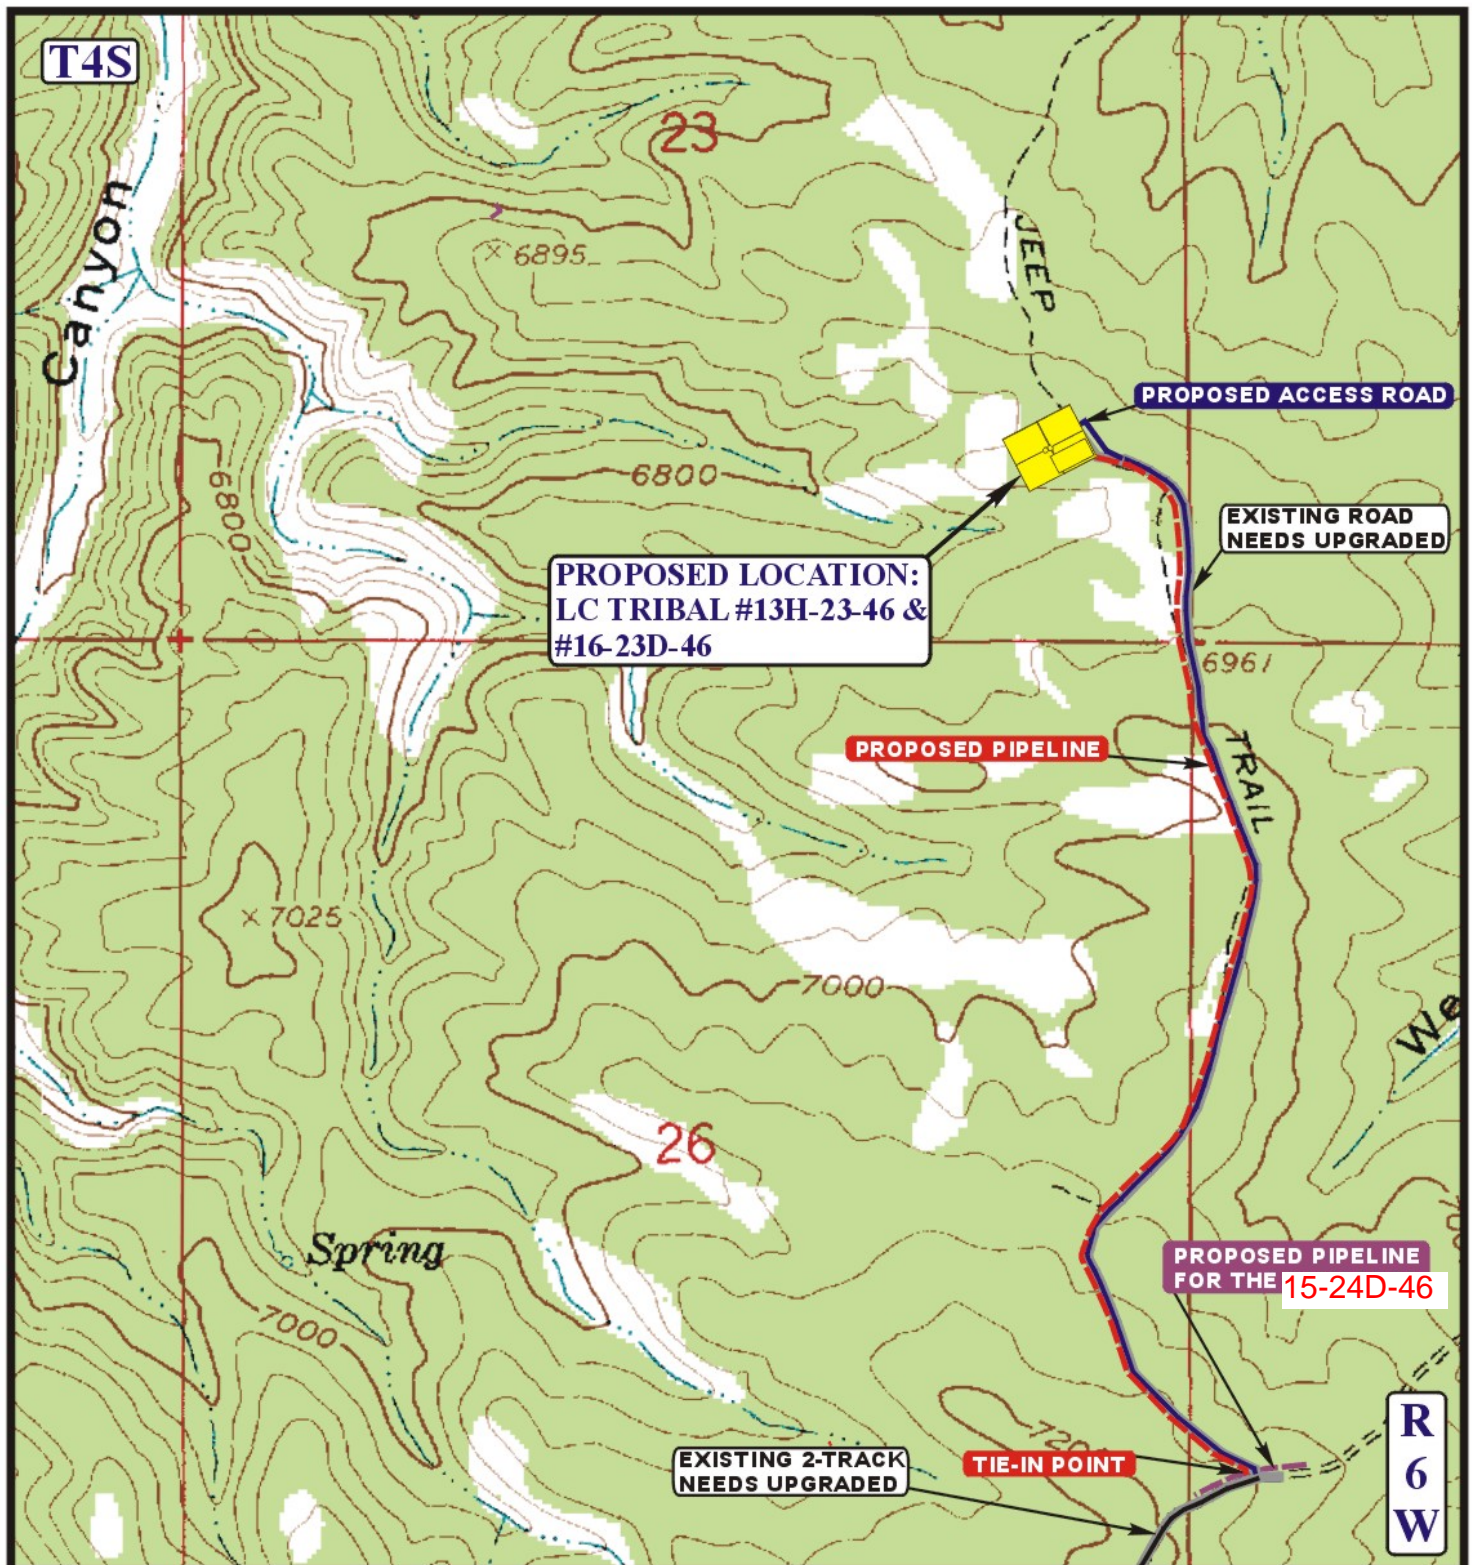 T4S
23
Canyon
6895
JEEP
PROPOSED ACCESS ROAD
6800
6800
EXISTING ROAD
NEEDS UPGRADED
PROPOSED LOCATION:
LC TRIBAL #13H-23-46 &
#16-23D-46
6961
PROPOSED PIPELINE
TRAIL
7025
7000
We
26
Spring
PROPOSED PIPELINE
FOR THE 15-24D-46
7000
R
6
W
EXISTING 2-TRACK
NEEDS UPGRADED
TIE-IN POINT